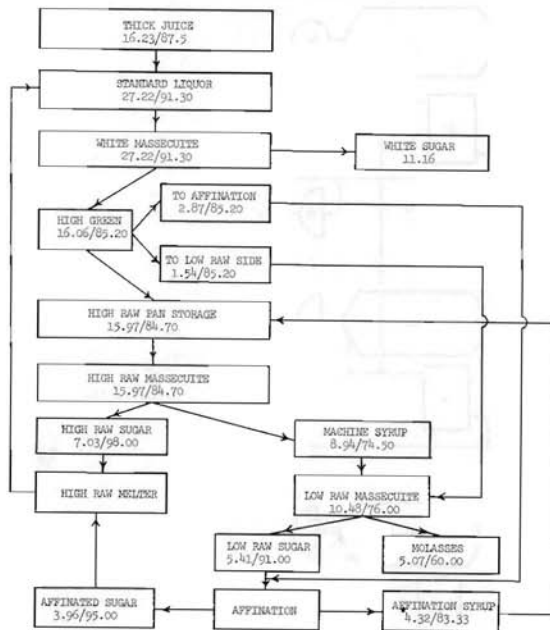 THICK JUICE
16.23/87.5
STANDARD LIQUOR
27.22/91.30
WHITE MASSECUITE
27.22/91.30
WHITE SUGAR
11.16
TO AFFINATION
2.87/85.20
HIGH GREEN
16.06/85.20
TO LOW RAW SIDE
1.54/85.20
HIGH RAW PAN STORAGE
15.97/84.70
HIGH RAW MASSECUITE
15.97/84.70
HIGH RAW SUGAR
7.03/98.00
MACHINE SYRUP
8.94/74.50
HIGH RAW MELTER
LOW RAW MASSECUITE
10.48/76.00
LOW RAW SUGAR
5.41/91.00
MOLASSES
5.07/60.00
AFFINATED SUGAR
3.96/95.00
AFFINATION
AFFINATION SYRUP
4.32/83.33